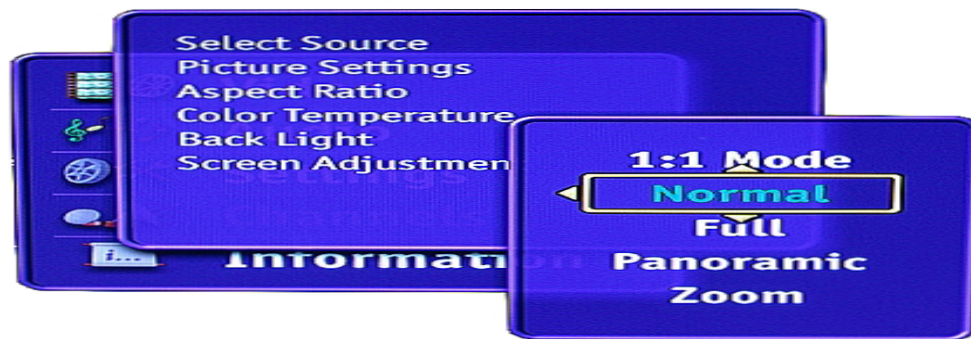 Select Source
Picture Settings
Aspect Ratio
Color Temperature
Back Light
Screen Adjustmen
Settings
Information
1:1 Mode
Normal
Full
Panoramic
Zoom